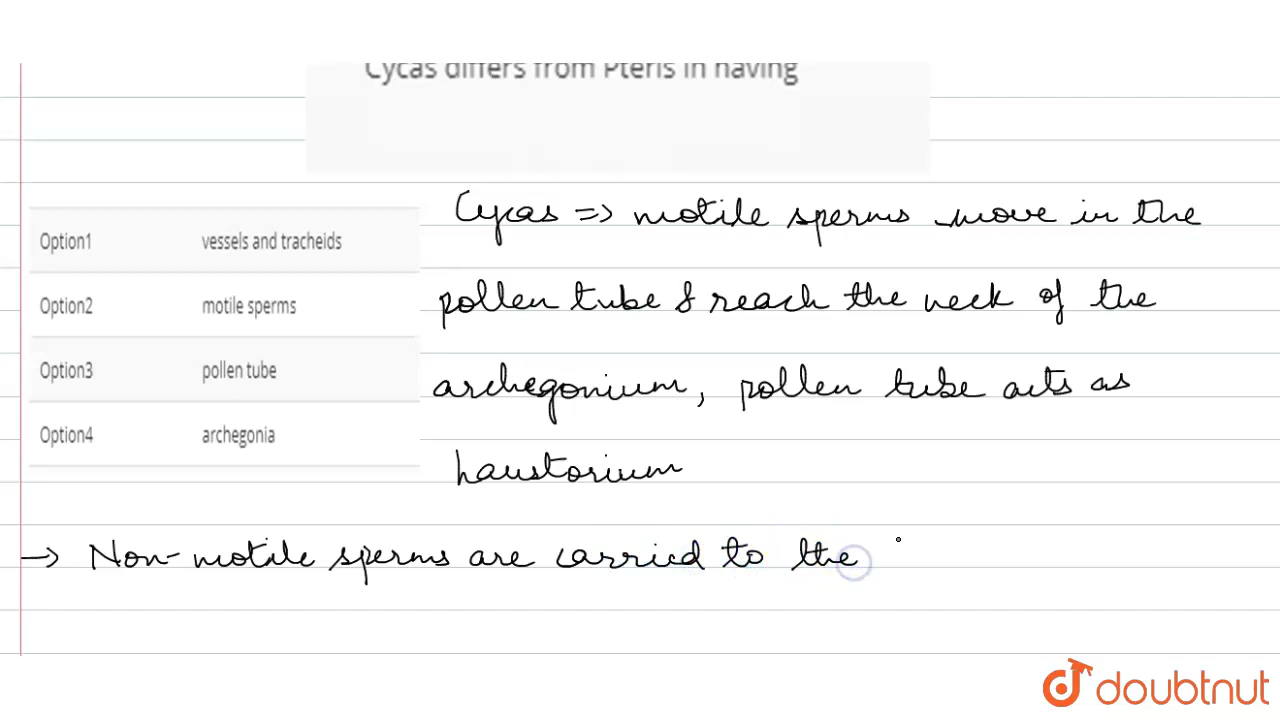 Cycas differs from Pteris in having
Cycas => motile sperms move in the
Option1 vessels and tracheids
Option2 motile sperms
pollen tube & reach the neck of the
Option3 pollen tube
archegonium, pollen tube acts as
Option4 archegonia
haustorium
→ Non-motile sperms are carried to the
doubtnut